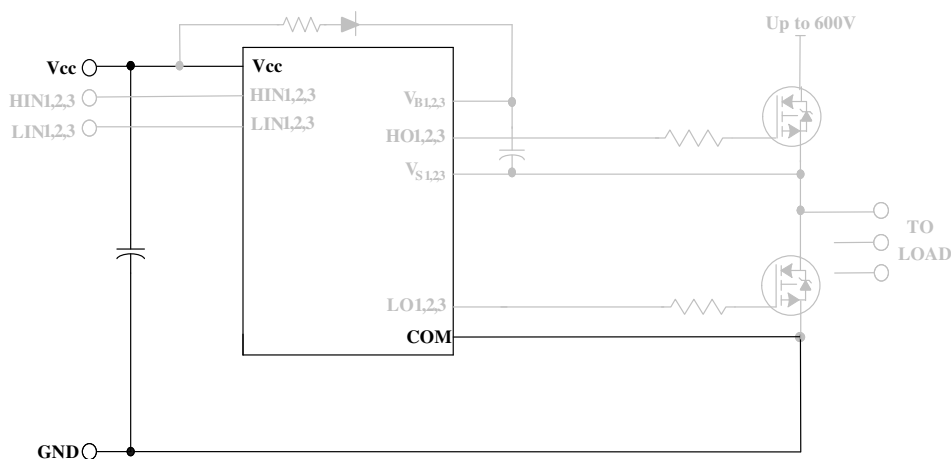 Up to 600V
Vcc
Vcc
HIN1,2,3
HIN1,2,3
LIN1,2,3
LIN1,2,3
VB1,2,3
HO1,2,3
VS1,2,3
TO
LOAD
LO1,2,3
COM
GND